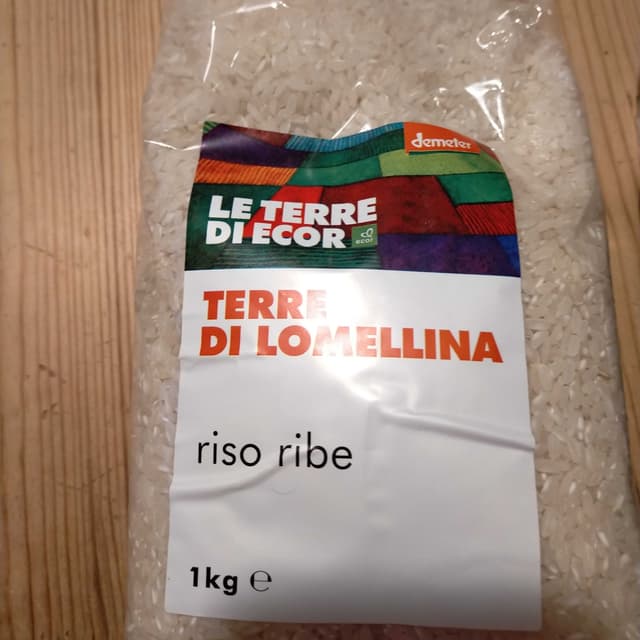 demeter
LE TERRE
DI ECOR
ecor
TERRE
DI LOMELLINA
riso ribe
1kg ℮